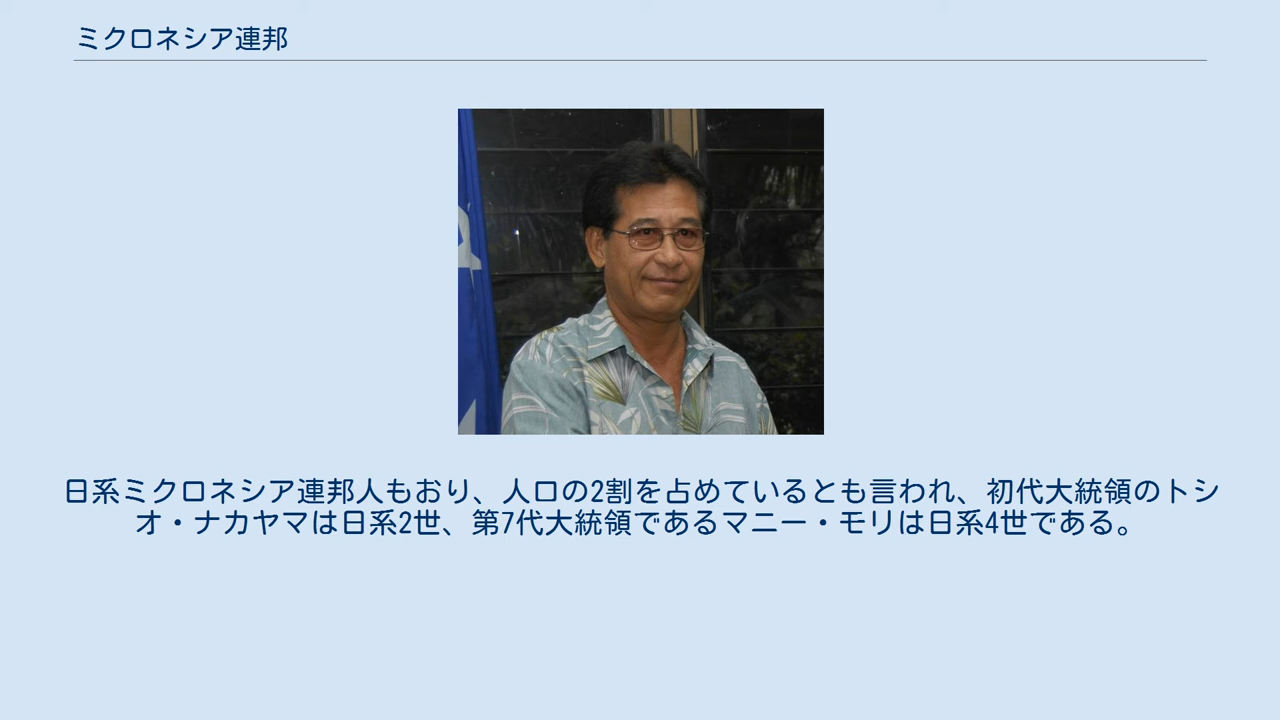 ミクロネシア連邦
日系ミクロネシア連邦人もおり、人口の2割を占めているとも言われ、初代大統領のトシ
オ・ナカヤマは日系2世、第7代大統領であるマニー・モリは日系4世である。